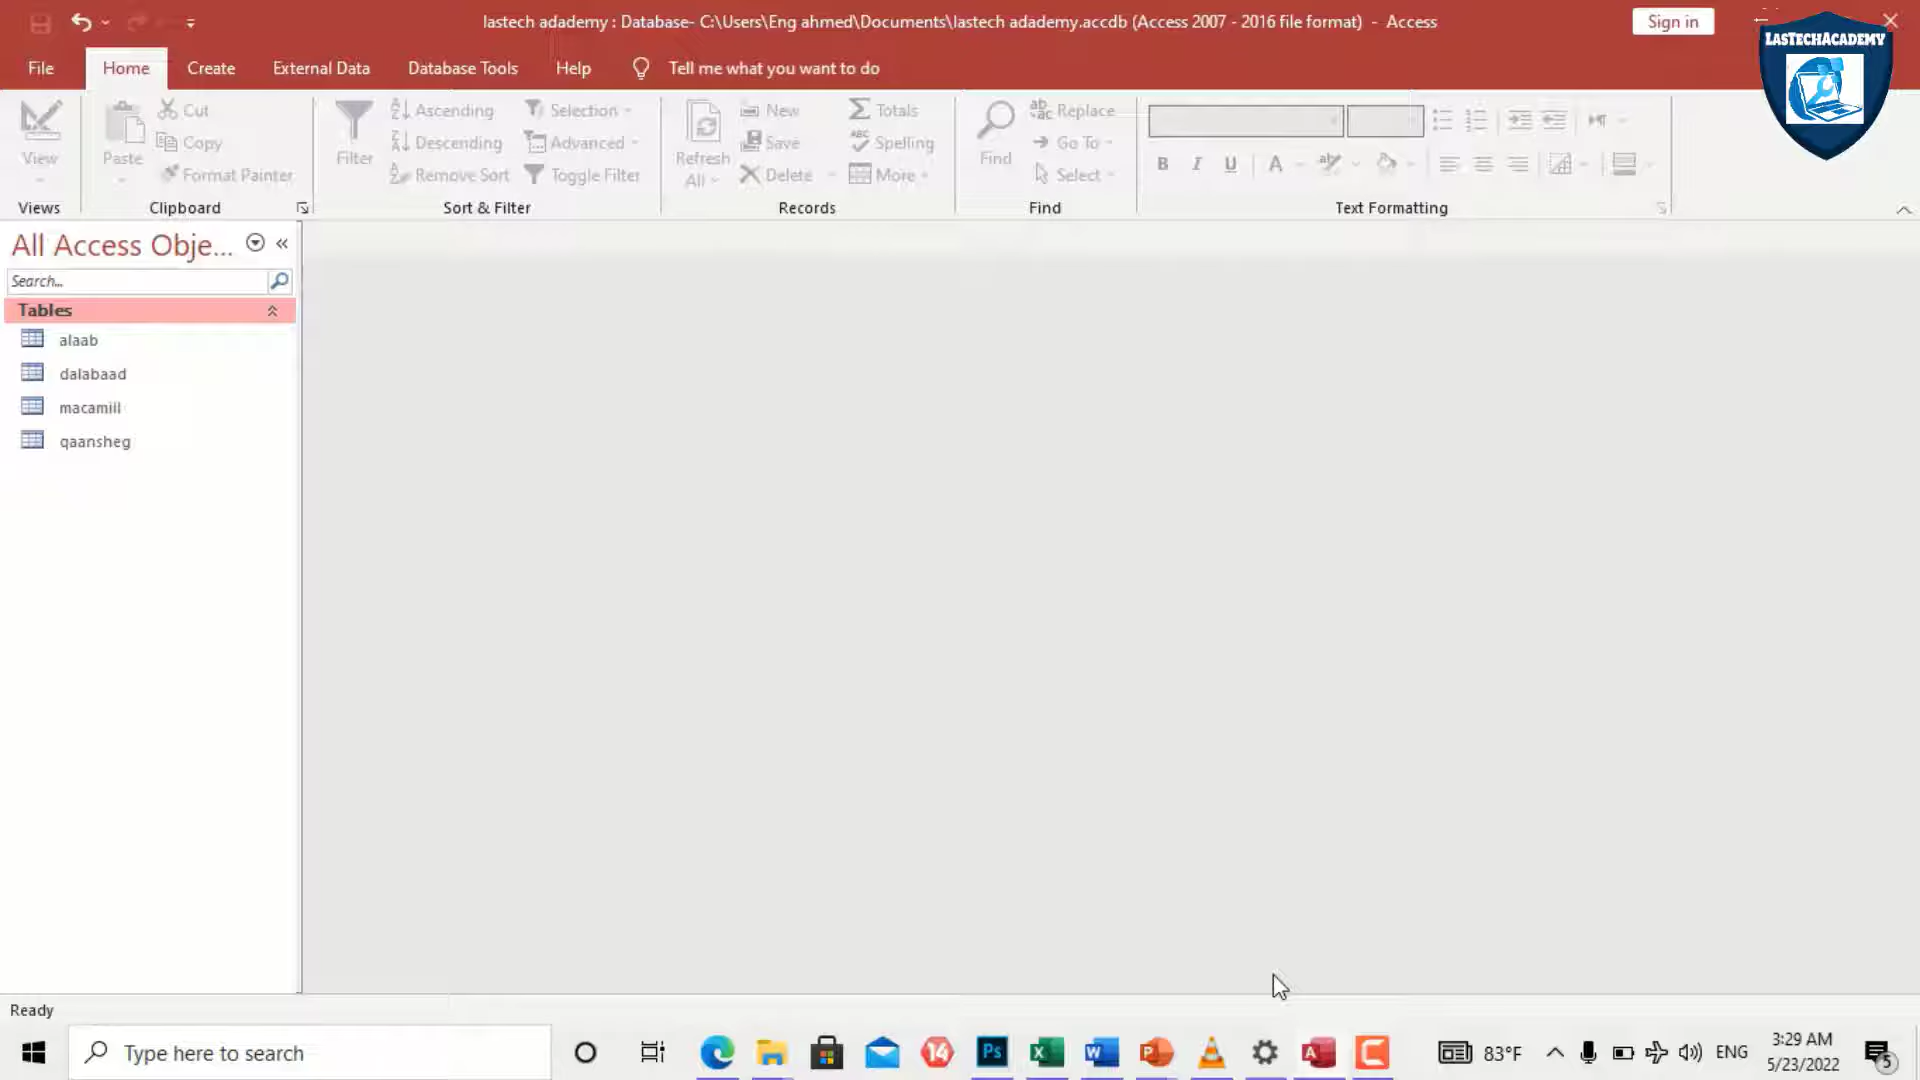 lastech adademy : Database- C:\Users\Eng ahmed\Documents\lastech adademy.accdb (Access 2007 - 2016 file format) - Access
Sign in
LASTECHACADEMY
File Home Create External Data Database Tools Help Tell me what you want to do
View
Views
Paste
Cut
Copy
Format Painter
Clipboard
Filter
Ascending
Descending
Remove Sort
Selection
Advanced
Toggle Filter
Sort & Filter
Refresh
All
New
Save
Delete
Totals
Spelling
More
Records
Find
Replace
Go To
Select
Find
B I U A
Text Formatting
All Access Obje...
Search...
Tables
alaab
dalabaad
macamiil
qaansheg
Ready
Type here to search
14
Ps
83°F
ENG
3:29 AM
5/23/2022
5